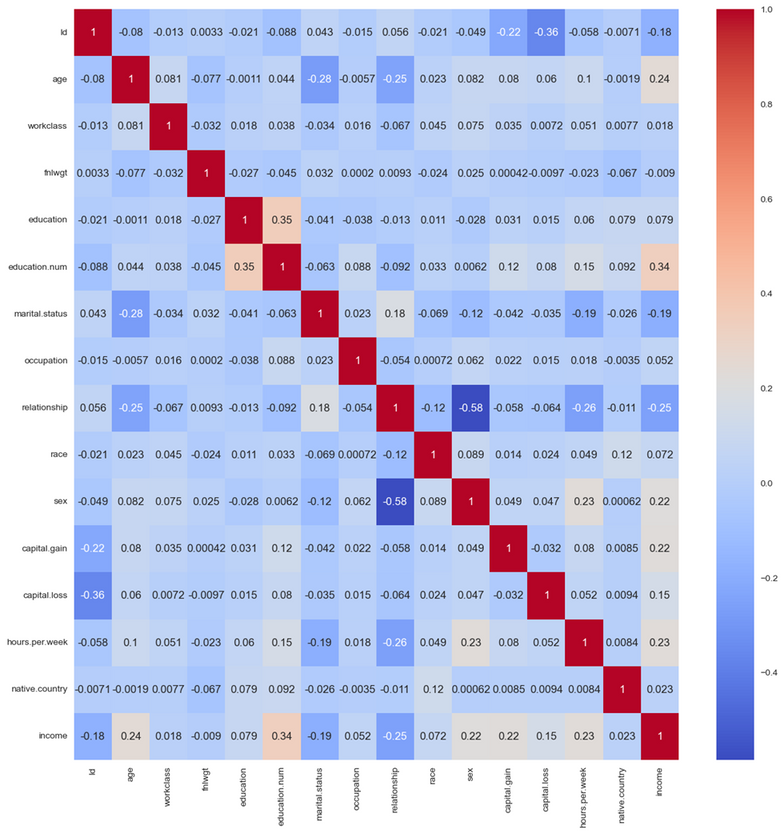 Id 1 -0.08 -0.013 0.0033 -0.021 -0.088 0.043 -0.015 0.056 -0.021 -0.049 -0.22 -0.36 -0.058 -0.0071 -0.18
age -0.08 1 0.081 -0.077 -0.0011 0.044 -0.28 -0.0057 -0.25 0.023 0.082 0.08 0.06 0.1 -0.0019 0.24
workclass -0.013 0.081 1 -0.032 0.018 0.038 -0.034 0.016 -0.067 0.045 0.075 0.035 0.0072 0.051 0.0077 0.018
fnlwgt 0.0033 -0.077 -0.032 1 -0.027 -0.045 0.032 0.0002 0.0093 -0.024 0.025 0.00042 -0.0097 -0.023 -0.067 -0.009
education -0.021 -0.0011 0.018 -0.027 1 0.35 -0.041 -0.038 -0.013 0.011 -0.028 0.031 0.015 0.06 0.079 0.079
education.num -0.088 0.044 0.038 -0.045 0.35 1 -0.063 0.088 -0.092 0.033 0.0062 0.12 0.08 0.15 0.092 0.34
marital.status 0.043 -0.28 -0.034 0.032 -0.041 -0.063 1 0.023 0.18 -0.069 -0.12 -0.042 -0.035 -0.19 -0.026 -0.19
occupation -0.015 -0.0057 0.016 0.0002 -0.038 0.088 0.023 1 -0.054 0.00072 0.062 0.022 0.015 0.018 -0.0035 0.052
relationship 0.056 -0.25 -0.067 0.0093 -0.013 -0.092 0.18 -0.054 1 -0.12 -0.58 -0.058 -0.064 -0.26 -0.011 -0.25
race -0.021 0.023 0.045 -0.024 0.011 0.033 -0.069 0.00072 -0.12 1 0.089 0.014 0.024 0.049 0.12 0.072
sex -0.049 0.082 0.075 0.025 -0.028 0.0062 -0.12 0.062 -0.58 0.089 1 0.049 0.047 0.23 0.00062 0.22
capital.gain -0.22 0.08 0.035 0.00042 0.031 0.12 -0.042 0.022 -0.058 0.014 0.049 1 -0.032 0.08 0.0085 0.22
capital.loss -0.36 0.06 0.0072 -0.0097 0.015 0.08 -0.035 0.015 -0.064 0.024 0.047 -0.032 1 0.052 0.0094 0.15
hours.per.week -0.058 0.1 0.051 -0.023 0.06 0.15 -0.19 0.018 -0.26 0.049 0.23 0.08 0.052 1 0.0084 0.23
native.country -0.0071 -0.0019 0.0077 -0.067 0.079 0.092 -0.026 -0.0035 -0.011 0.12 0.00062 0.0085 0.0094 0.0084 1 0.023
income -0.18 0.24 0.018 -0.009 0.079 0.34 -0.19 0.052 -0.25 0.072 0.22 0.22 0.15 0.23 0.023 1
Id age workclass fnlwgt education education.num marital.status occupation relationship race sex capital.gain capital.loss hours.per.week native.country income
1.0
0.8
0.6
0.4
0.2
0.0
−0.2
−0.4